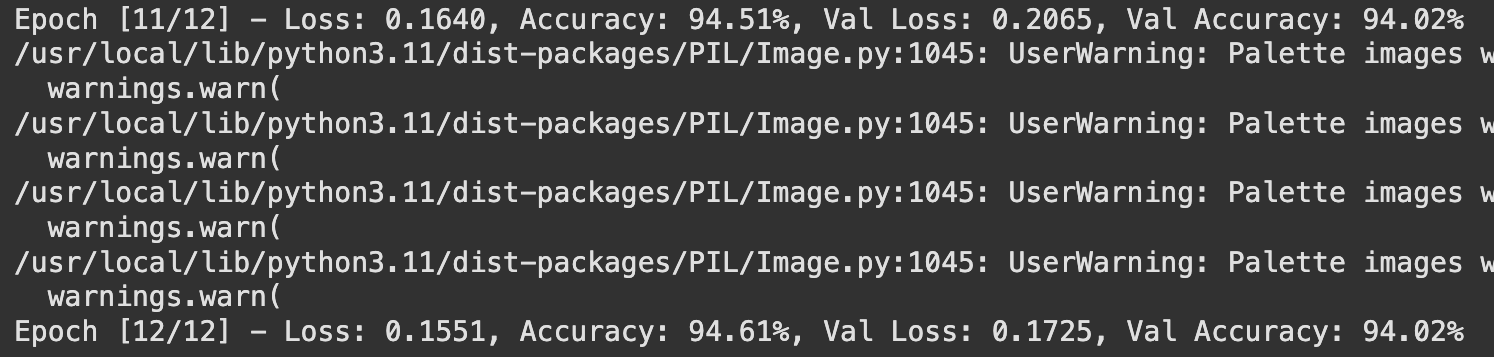 Epoch [11/12] – Loss: 0.1640, Accuracy: 94.51%, Val Loss: 0.2065, Val Accuracy: 94.02%
/usr/local/lib/python3.11/dist-packages/PIL/Image.py:1045: UserWarning: Palette images w
  warnings.warn(
/usr/local/lib/python3.11/dist-packages/PIL/Image.py:1045: UserWarning: Palette images w
  warnings.warn(
/usr/local/lib/python3.11/dist-packages/PIL/Image.py:1045: UserWarning: Palette images w
  warnings.warn(
/usr/local/lib/python3.11/dist-packages/PIL/Image.py:1045: UserWarning: Palette images w
  warnings.warn(
Epoch [12/12] – Loss: 0.1551, Accuracy: 94.61%, Val Loss: 0.1725, Val Accuracy: 94.02%